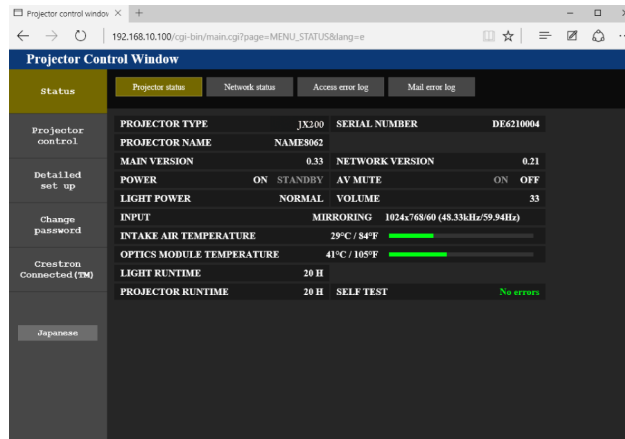 Projector control window
192.168.10.100/cgi-bin/main.cgi?page=MENU_STATUS&lang=e
Projector Control Window
Status
Projector status Network status Access error log Mail error log
Projector control
Detailed set up
Change password
Crestron Connected(TM)
Japanese
PROJECTOR TYPE JX200 SERIAL NUMBER DE6210004
PROJECTOR NAME NAME8062
MAIN VERSION 0.33 NETWORK VERSION 0.21
POWER ON STANDBY AV MUTE ON OFF
LIGHT POWER NORMAL VOLUME 33
INPUT MIRRORING 1024x768/60 (48.33kHz/59.94Hz)
INTAKE AIR TEMPERATURE 29°C / 84°F
OPTICS MODULE TEMPERATURE 41°C / 105°F
LIGHT RUNTIME 20 H
PROJECTOR RUNTIME 20 H SELF TEST No errors